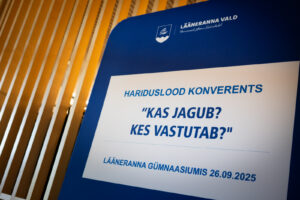 LÄÄNERANNA VALD
HARIDUSLOOD KONVERENTS
"KAS JAGUB?
KES VASTUTAB?"
LÄÄNERANNA GÜMNAASIUMIS 26.09.2025